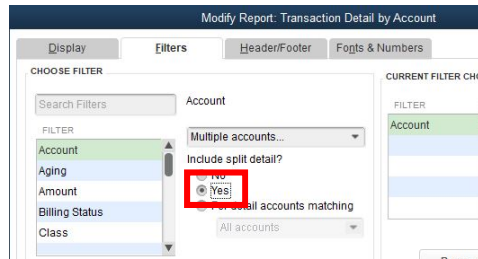 Modify Report: Transaction Detail by Account
Display Filters Header/Footer Fonts & Numbers
CHOOSE FILTER
CURRENT FILTER CH
Search Filters
Account
FILTER
FILTER
Account
Multiple accounts...
Account
Include split detail?
Aging
No
Amount
Yes
Billing Status
For detail accounts matching
Class
All accounts